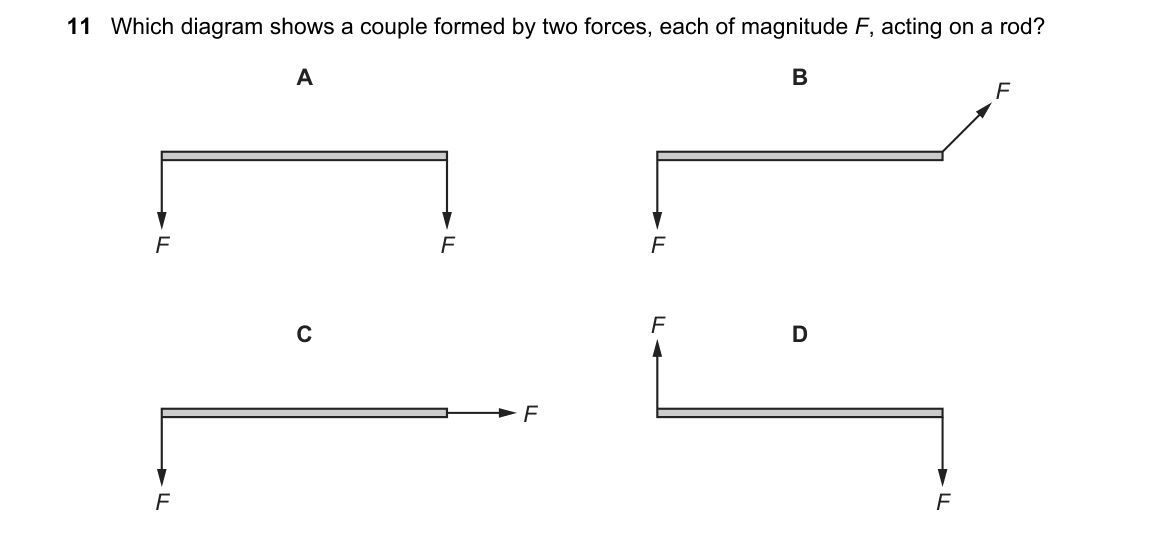 11 Which diagram shows a couple formed by two forces, each of magnitude F, acting on a rod?
A
B
F
F
F
F
C
D
F
F
F
F